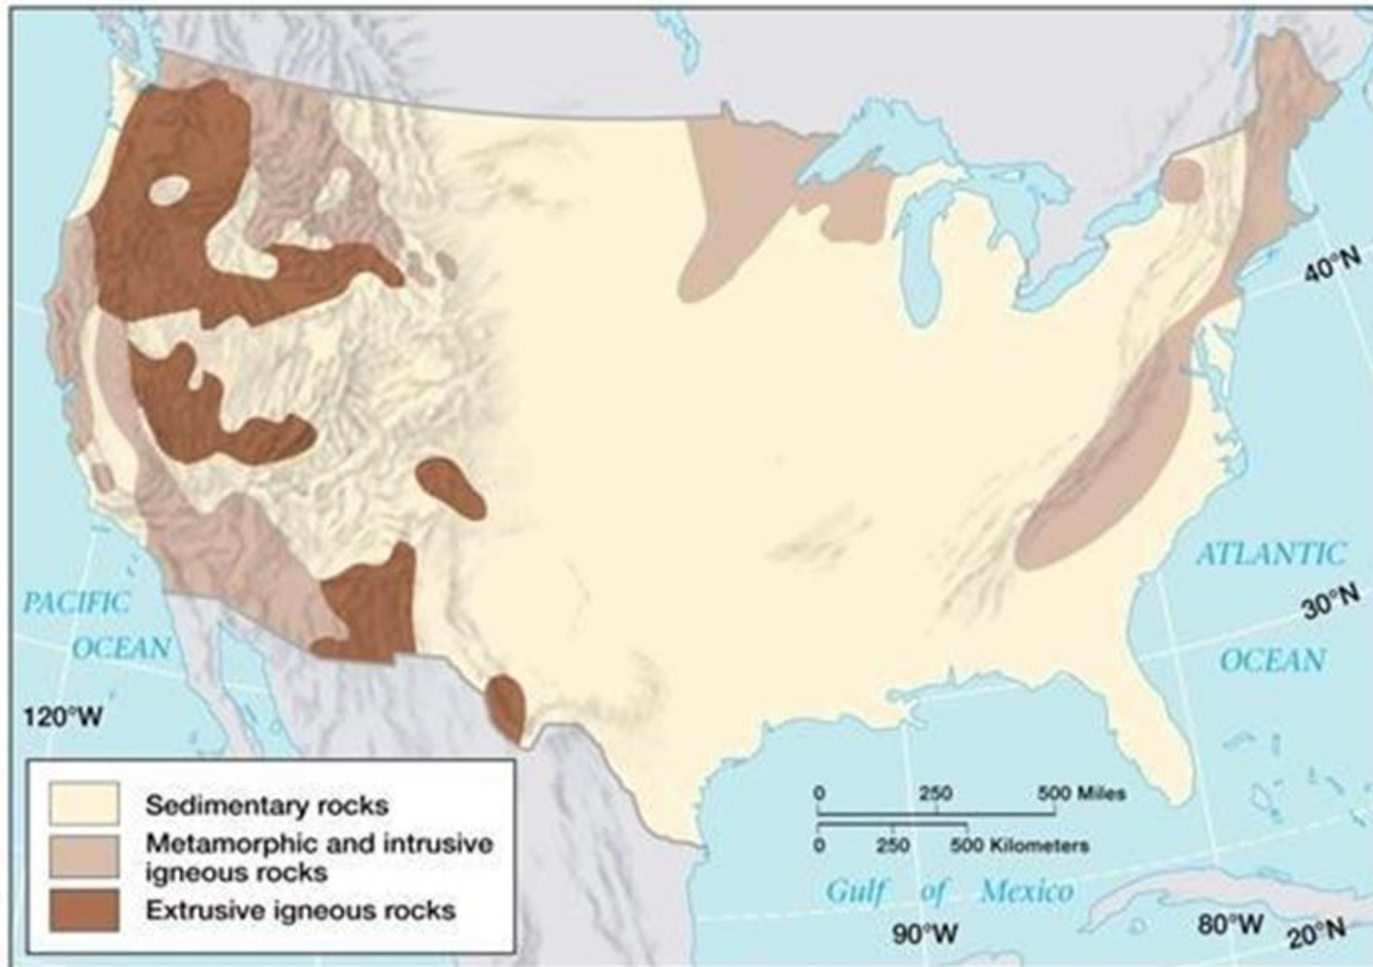 40°N
ATLANTIC
30°N
OCEAN
PACIFIC
OCEAN
120°W
Sedimentary rocks
Metamorphic and intrusive
igneous rocks
Extrusive igneous rocks
0 250 500 Miles
0 250 500 Kilometers
Gulf of Mexico
90°W
80°W
20°N